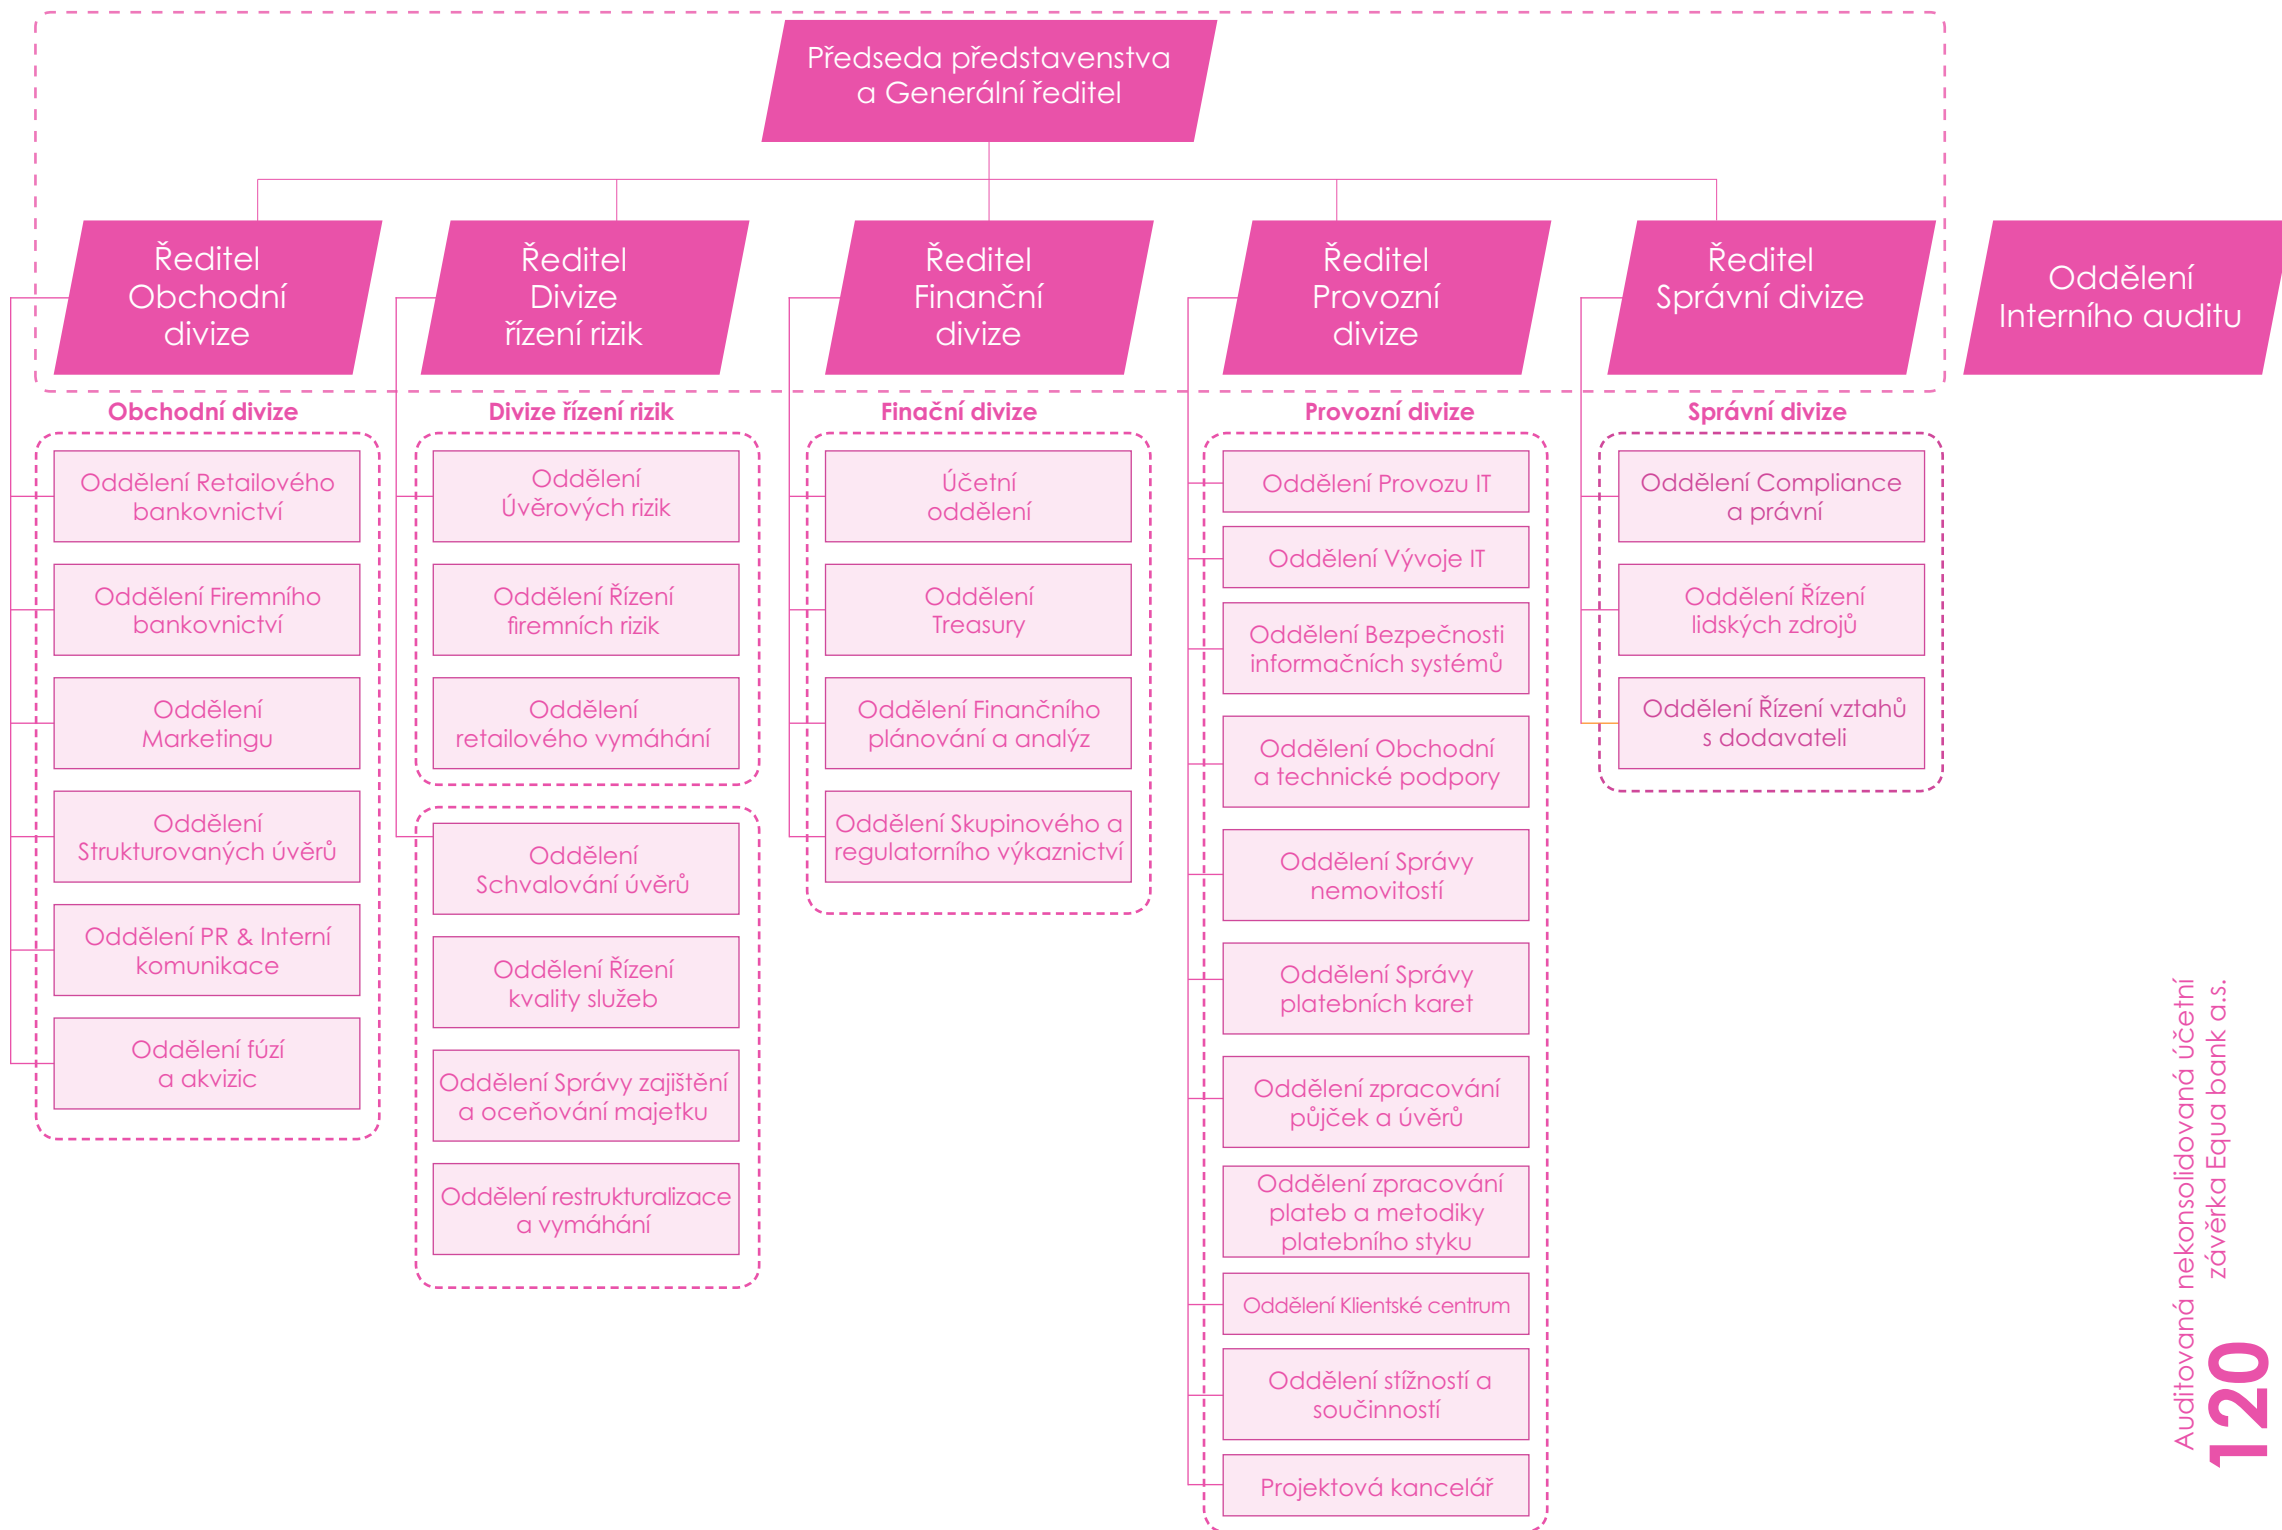 Předseda představenstva
a Generální ředitel
Ředitel
Obchodní
divize
Ředitel
Divize
řízení rizik
Ředitel
Finanční
divize
Ředitel
Provozní
divize
Ředitel
Správní divize
Oddělení
Interního auditu
Obchodní divize
Oddělení Retailového
bankovnictví
Oddělení Firemního
bankovnictví
Oddělení
Marketingu
Oddělení
Strukturovaných úvěrů
Oddělení PR & Interní
komunikace
Oddělení fúzí
a akvizic
Divize řízení rizik
Oddělení
Úvěrových rizik
Oddělení Řízení
firemních rizik
Oddělení
retailového vymáhání
Oddělení
Schvalování úvěrů
Oddělení Řízení
kvality služeb
Oddělení Správy zajištění
a oceňování majetku
Oddělení restrukturalizace
a vymáhání
Finační divize
Účetní
oddělení
Oddělení
Treasury
Oddělení Finančního
plánování a analýz
Oddělení Skupinového a
regulatorního výkaznictví
Provozní divize
Oddělení Provozu IT
Oddělení Vývoje IT
Oddělení Bezpečnosti
informačních systémů
Oddělení Obchodní
a technické podpory
Oddělení Správy
nemovitostí
Oddělení Správy
platebních karet
Oddělení zpracování
půjček a úvěrů
Oddělení zpracování
plateb a metodiky
platebního styku
Oddělení Klientské centrum
Oddělení stížností a
součinností
Projektová kancelář
Správní divize
Oddělení Compliance
a právní
Oddělení Řízení
lidských zdrojů
Oddělení Řízení vztahů
s dodavateli
Auditovaná nekonsolidovaná účetní
závěrka Equa bank a.s.
120